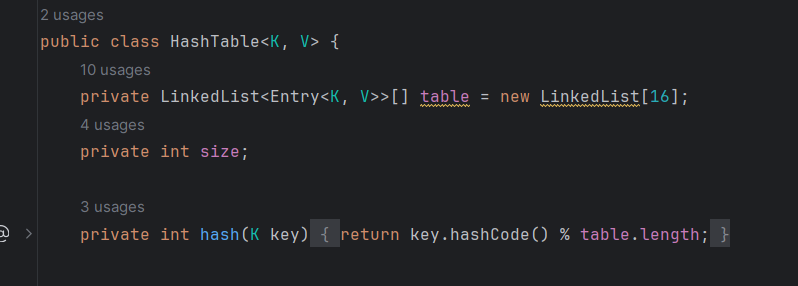 2 usages
public class HashTable<K, V> {
10 usages
private LinkedList<Entry<K, V>>[] table = new LinkedList[16];
4 usages
private int size;
3 usages
@ > private int hash(K key) { return key.hashCode() % table.length; }